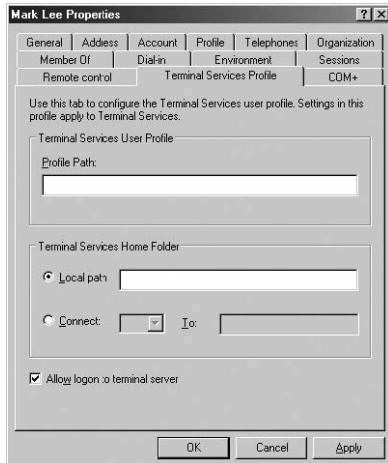 Mark Lee Properties
General Address Account Profile Telephones Organization
Member Of Dial-in Environment Sessions
Remote control Terminal Services Profile COM+
Use this tab to configure the Terminal Services user profile. Settings in this
profile apply to Terminal Services.
Terminal Services User Profile
Profile Path:
Terminal Services Home Folder
Local path
Connect: To:
Allow logon to terminal server
OK Cancel Apply